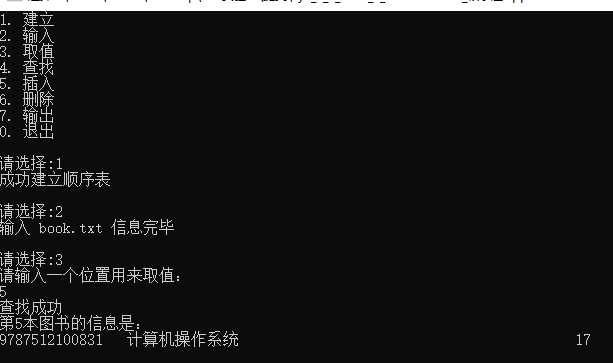 1. 建立
2. 输入
3. 取值
4. 查找
5. 插入
6. 删除
7. 输出
0. 退出
请选择:1
成功建立顺序表
请选择:2
输入 book.txt 信息完毕
请选择:3
请输入一个位置用来取值:
5
查找成功
第5本图书的信息是:
9787512100831 计算机操作系统 17